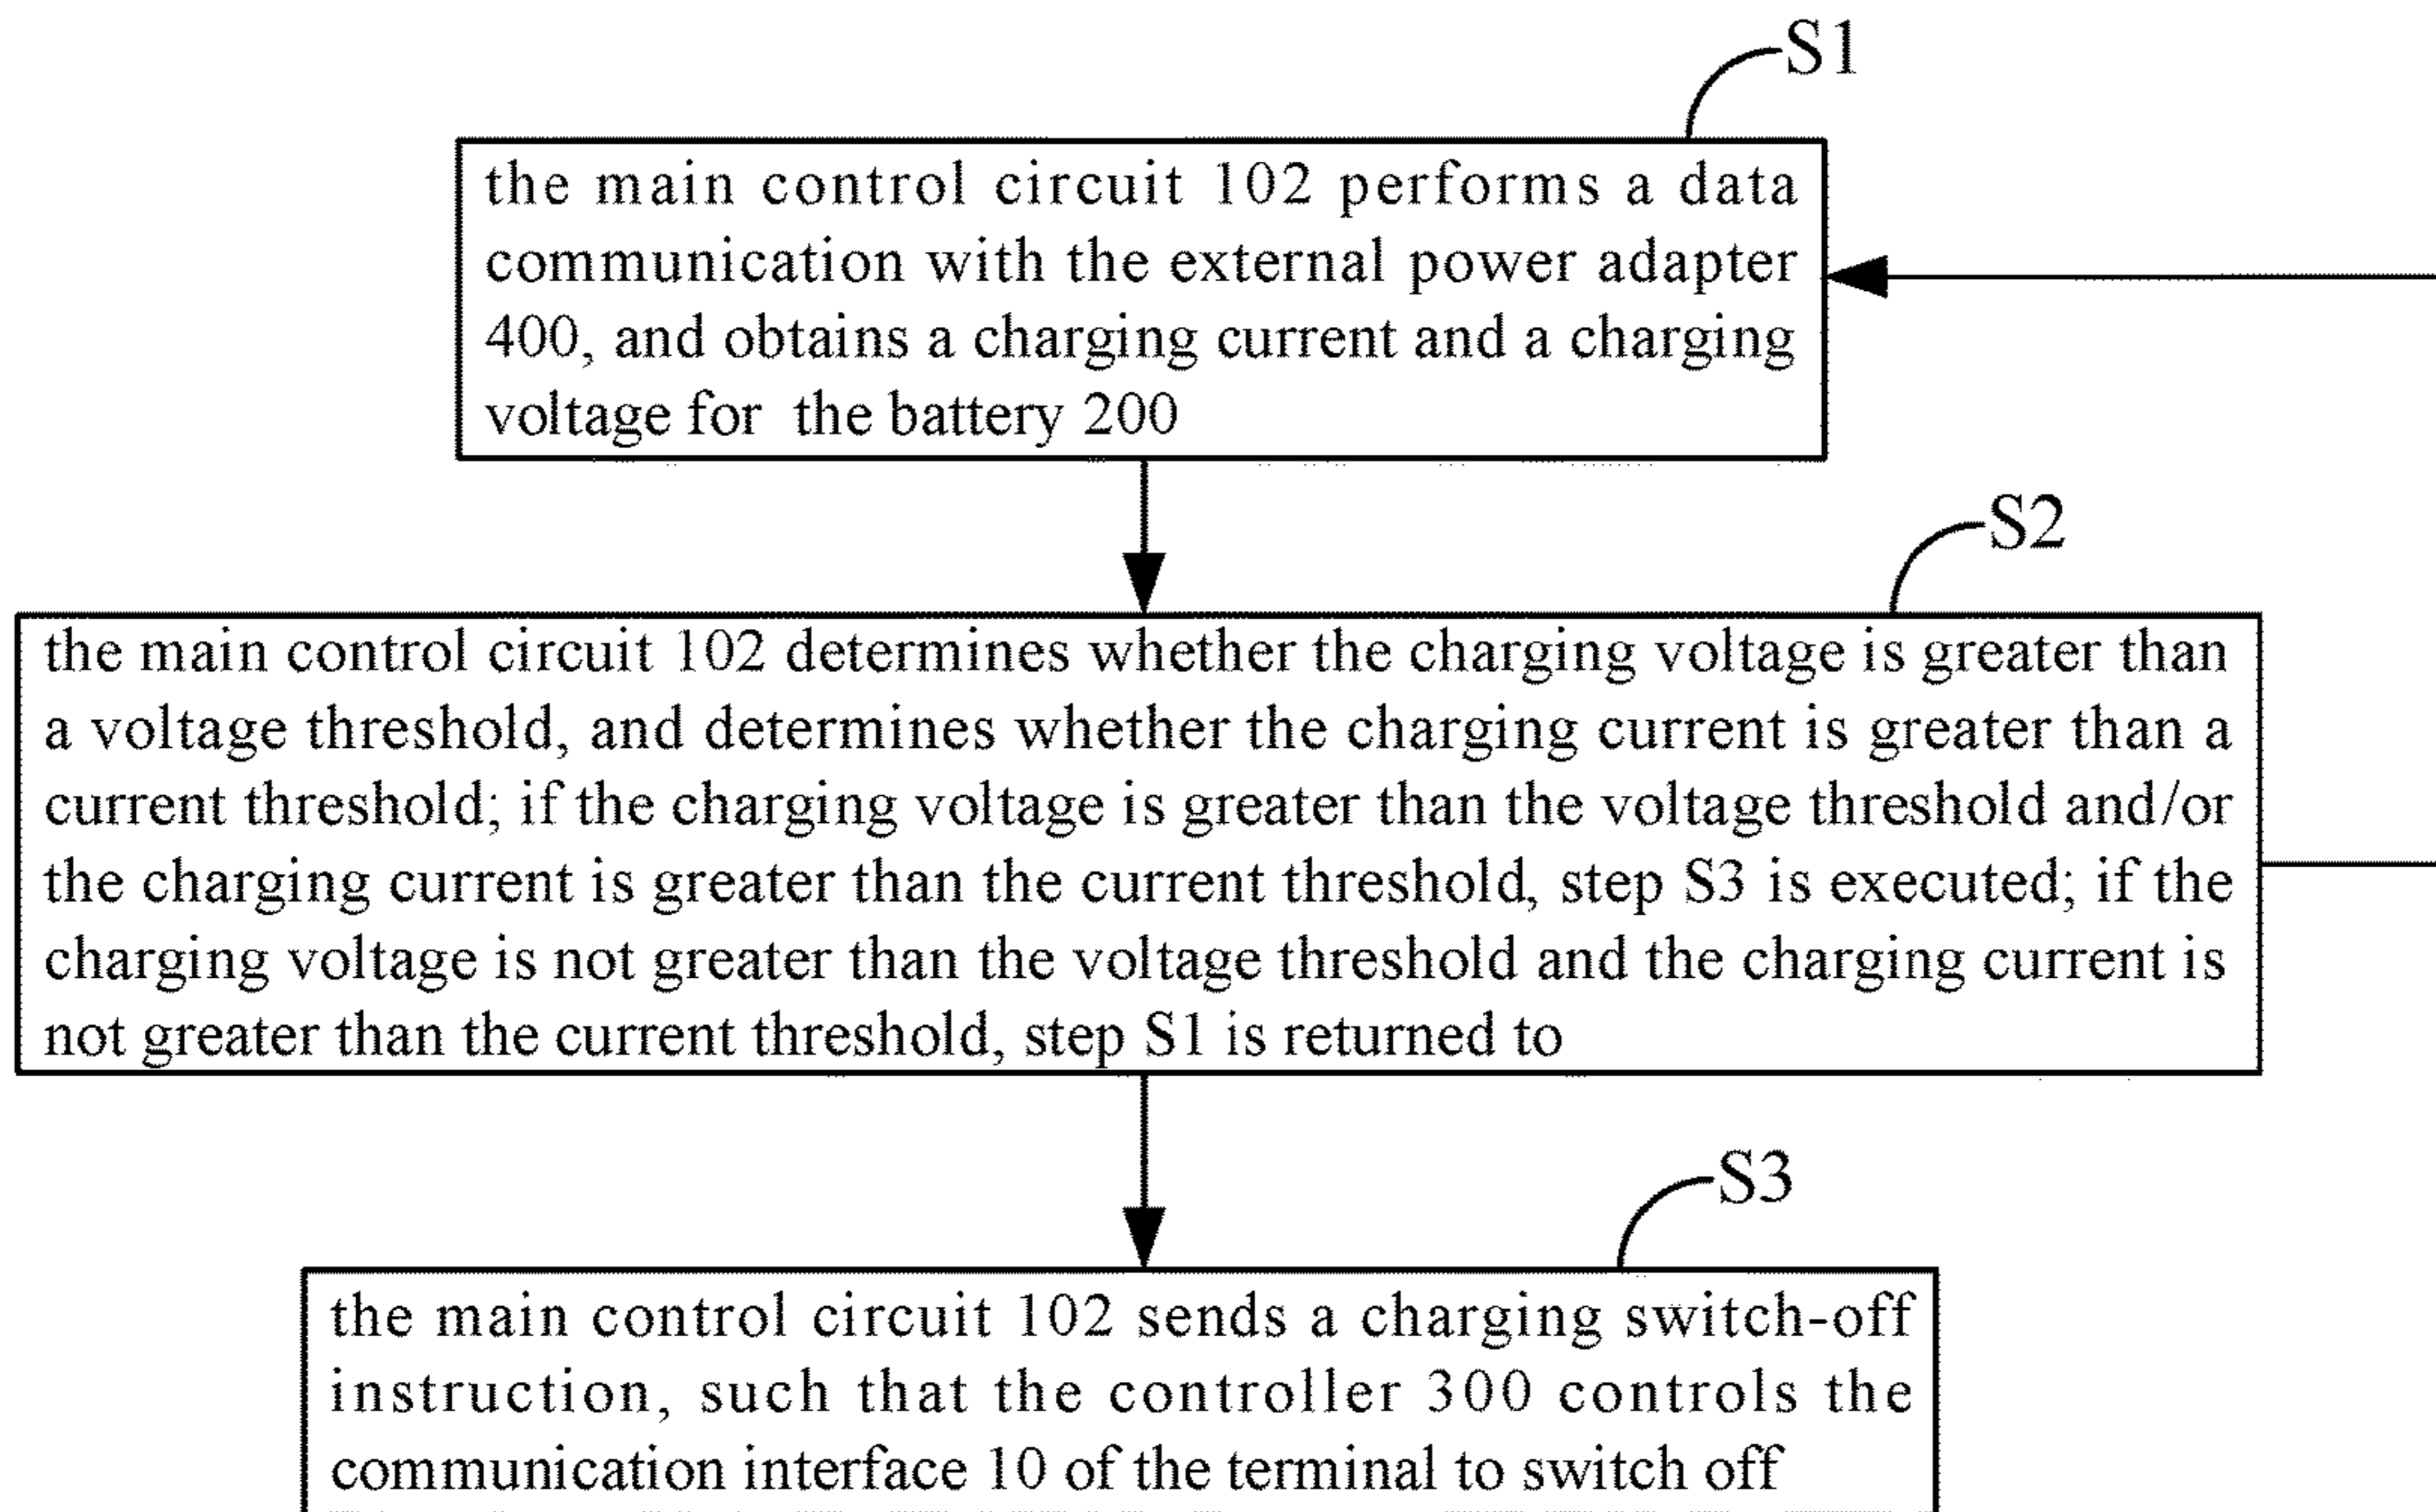 S1
the main control circuit 102 performs a data
communication with the external power adapter
400, and obtains a charging current and a charging
voltage for the battery 200
S2
the main control circuit 102 determines whether the charging voltage is greater than
a voltage threshold, and determines whether the charging current is greater than a
current threshold; if the charging voltage is greater than the voltage threshold and/or
the charging current is greater than the current threshold, step S3 is executed; if the
charging voltage is not greater than the voltage threshold and the charging current is
not greater than the current threshold, step S1 is returned to
S3
the main control circuit 102 sends a charging switch-off
instruction, such that the controller 300 controls the
communication interface 10 of the terminal to switch off